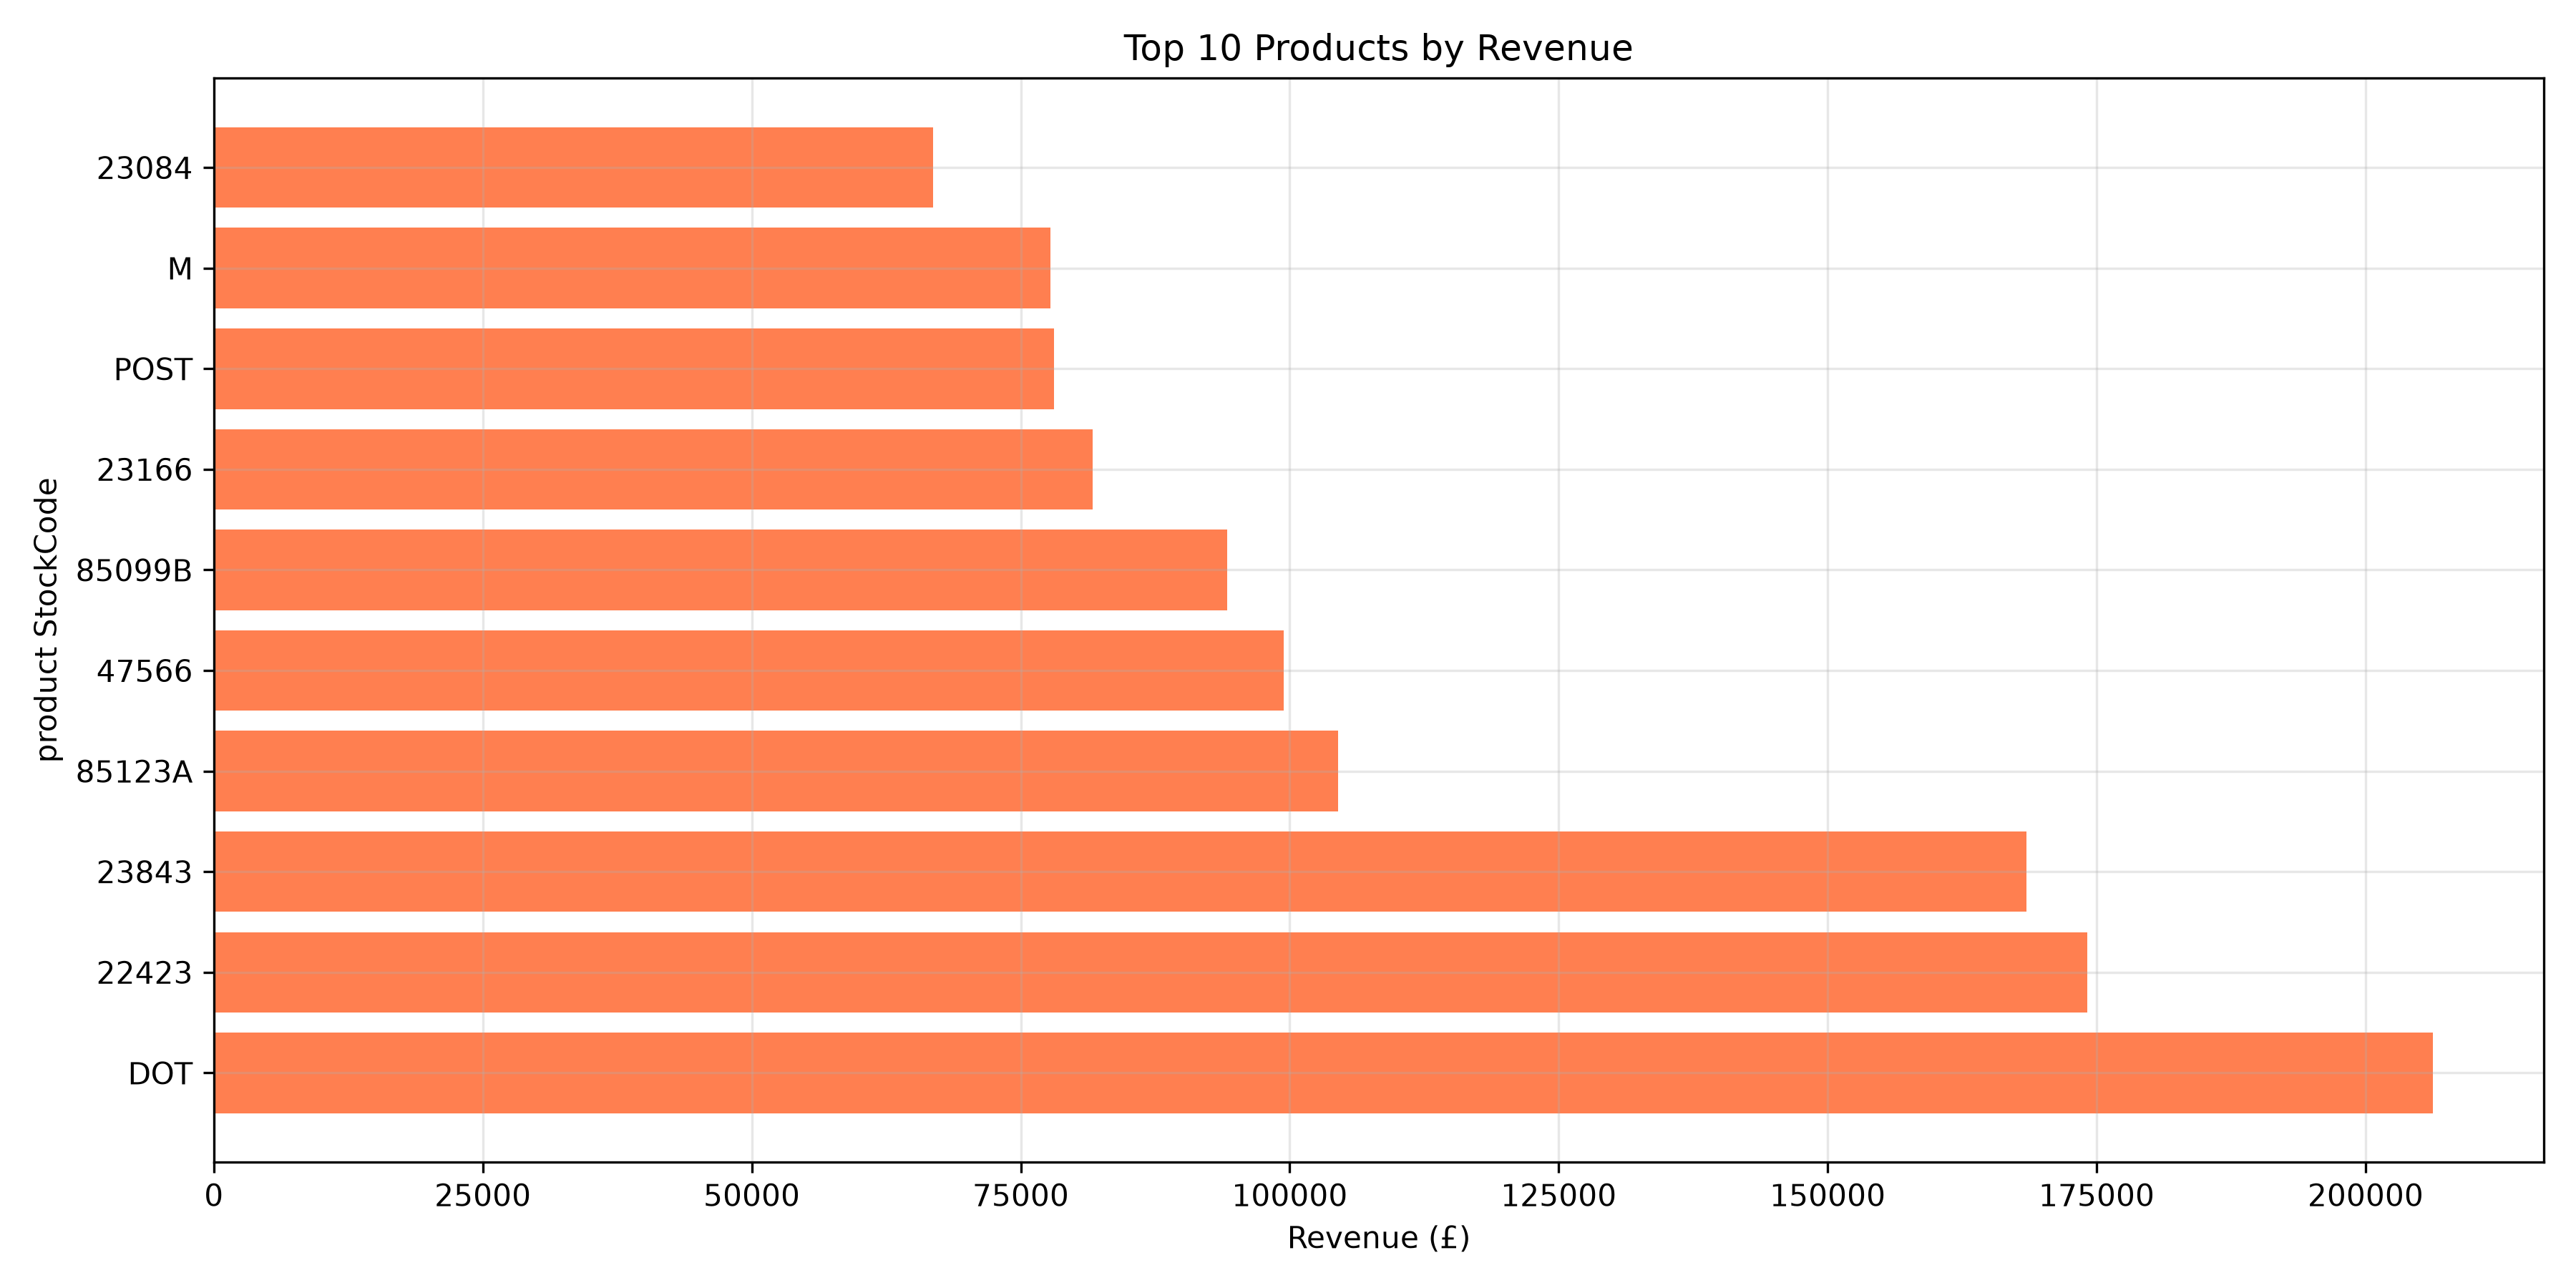 Top 10 Products by Revenue
23084
M
POST
23166
85099B
47566
85123A
23843
22423
DOT
product StockCode
0 25000 50000 75000 100000 125000 150000 175000 200000
Revenue (£)